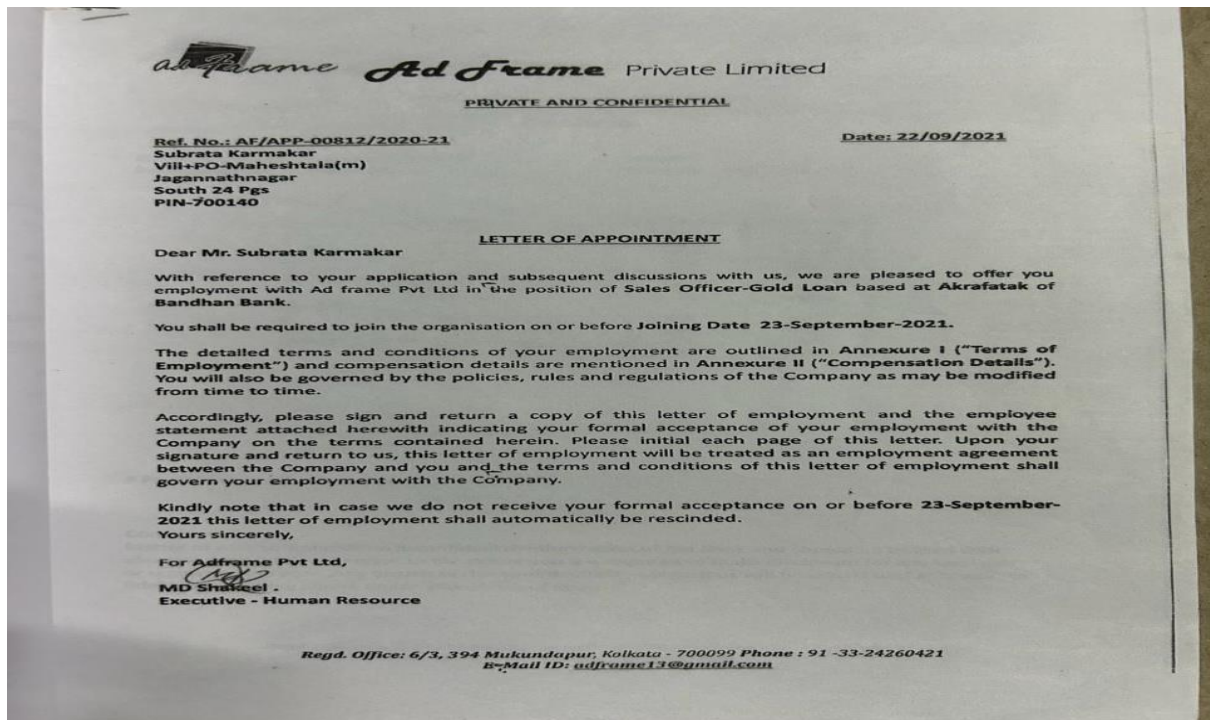 ad Frame Ad Frame Private Limited
PRIVATE AND CONFIDENTIAL
Ref. No.: AF/APP-00812/2020-21 Date: 22/09/2021
Subrata Karmakar
Vill+PO-Maheshtala(m)
Jagannathnagar
South 24 Pgs
PIN-700140
LETTER OF APPOINTMENT
Dear Mr. Subrata Karmakar
With reference to your application and subsequent discussions with us, we are pleased to offer you
employment with Ad frame Pvt Ltd in the position of Sales Officer-Gold Loan based at Akrafatak of
Bandhan Bank.
You shall be required to join the organisation on or before Joining Date 23-September-2021.
The detailed terms and conditions of your employment are outlined in Annexure I ("Terms of
Employment") and compensation details are mentioned in Annexure II ("Compensation Details").
You will also be governed by the policies, rules and regulations of the Company as may be modified
from time to time.
Accordingly, please sign and return a copy of this letter of employment and the employee
statement attached herewith indicating your formal acceptance of your employment with the
Company on the terms contained herein. Please initial each page of this letter. Upon your
signature and return to us, this letter of employment will be treated as an employment agreement
between the Company and you and the terms and conditions of this letter of employment shall
govern your employment with the Company.
Kindly note that in case we do not receive your formal acceptance on or before 23-September-
2021 this letter of employment shall automatically be rescinded.
Yours sincerely,
For Adframe Pvt Ltd,
MD Shakeel .
Executive - Human Resource
Regd. Office: 6/3, 394 Mukundapur, Kolkata - 700099 Phone : 91 -33-24260421
E-Mail ID: adframe13@gmail.com